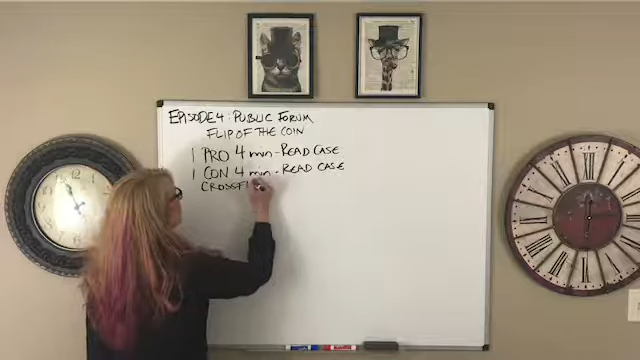 EPISODE 4: PUBLIC FORUM
FLIP OF THE COIN
1 PRO 4 min - READ CASE
1 CON 4 min - READ CASE
CROSSFI